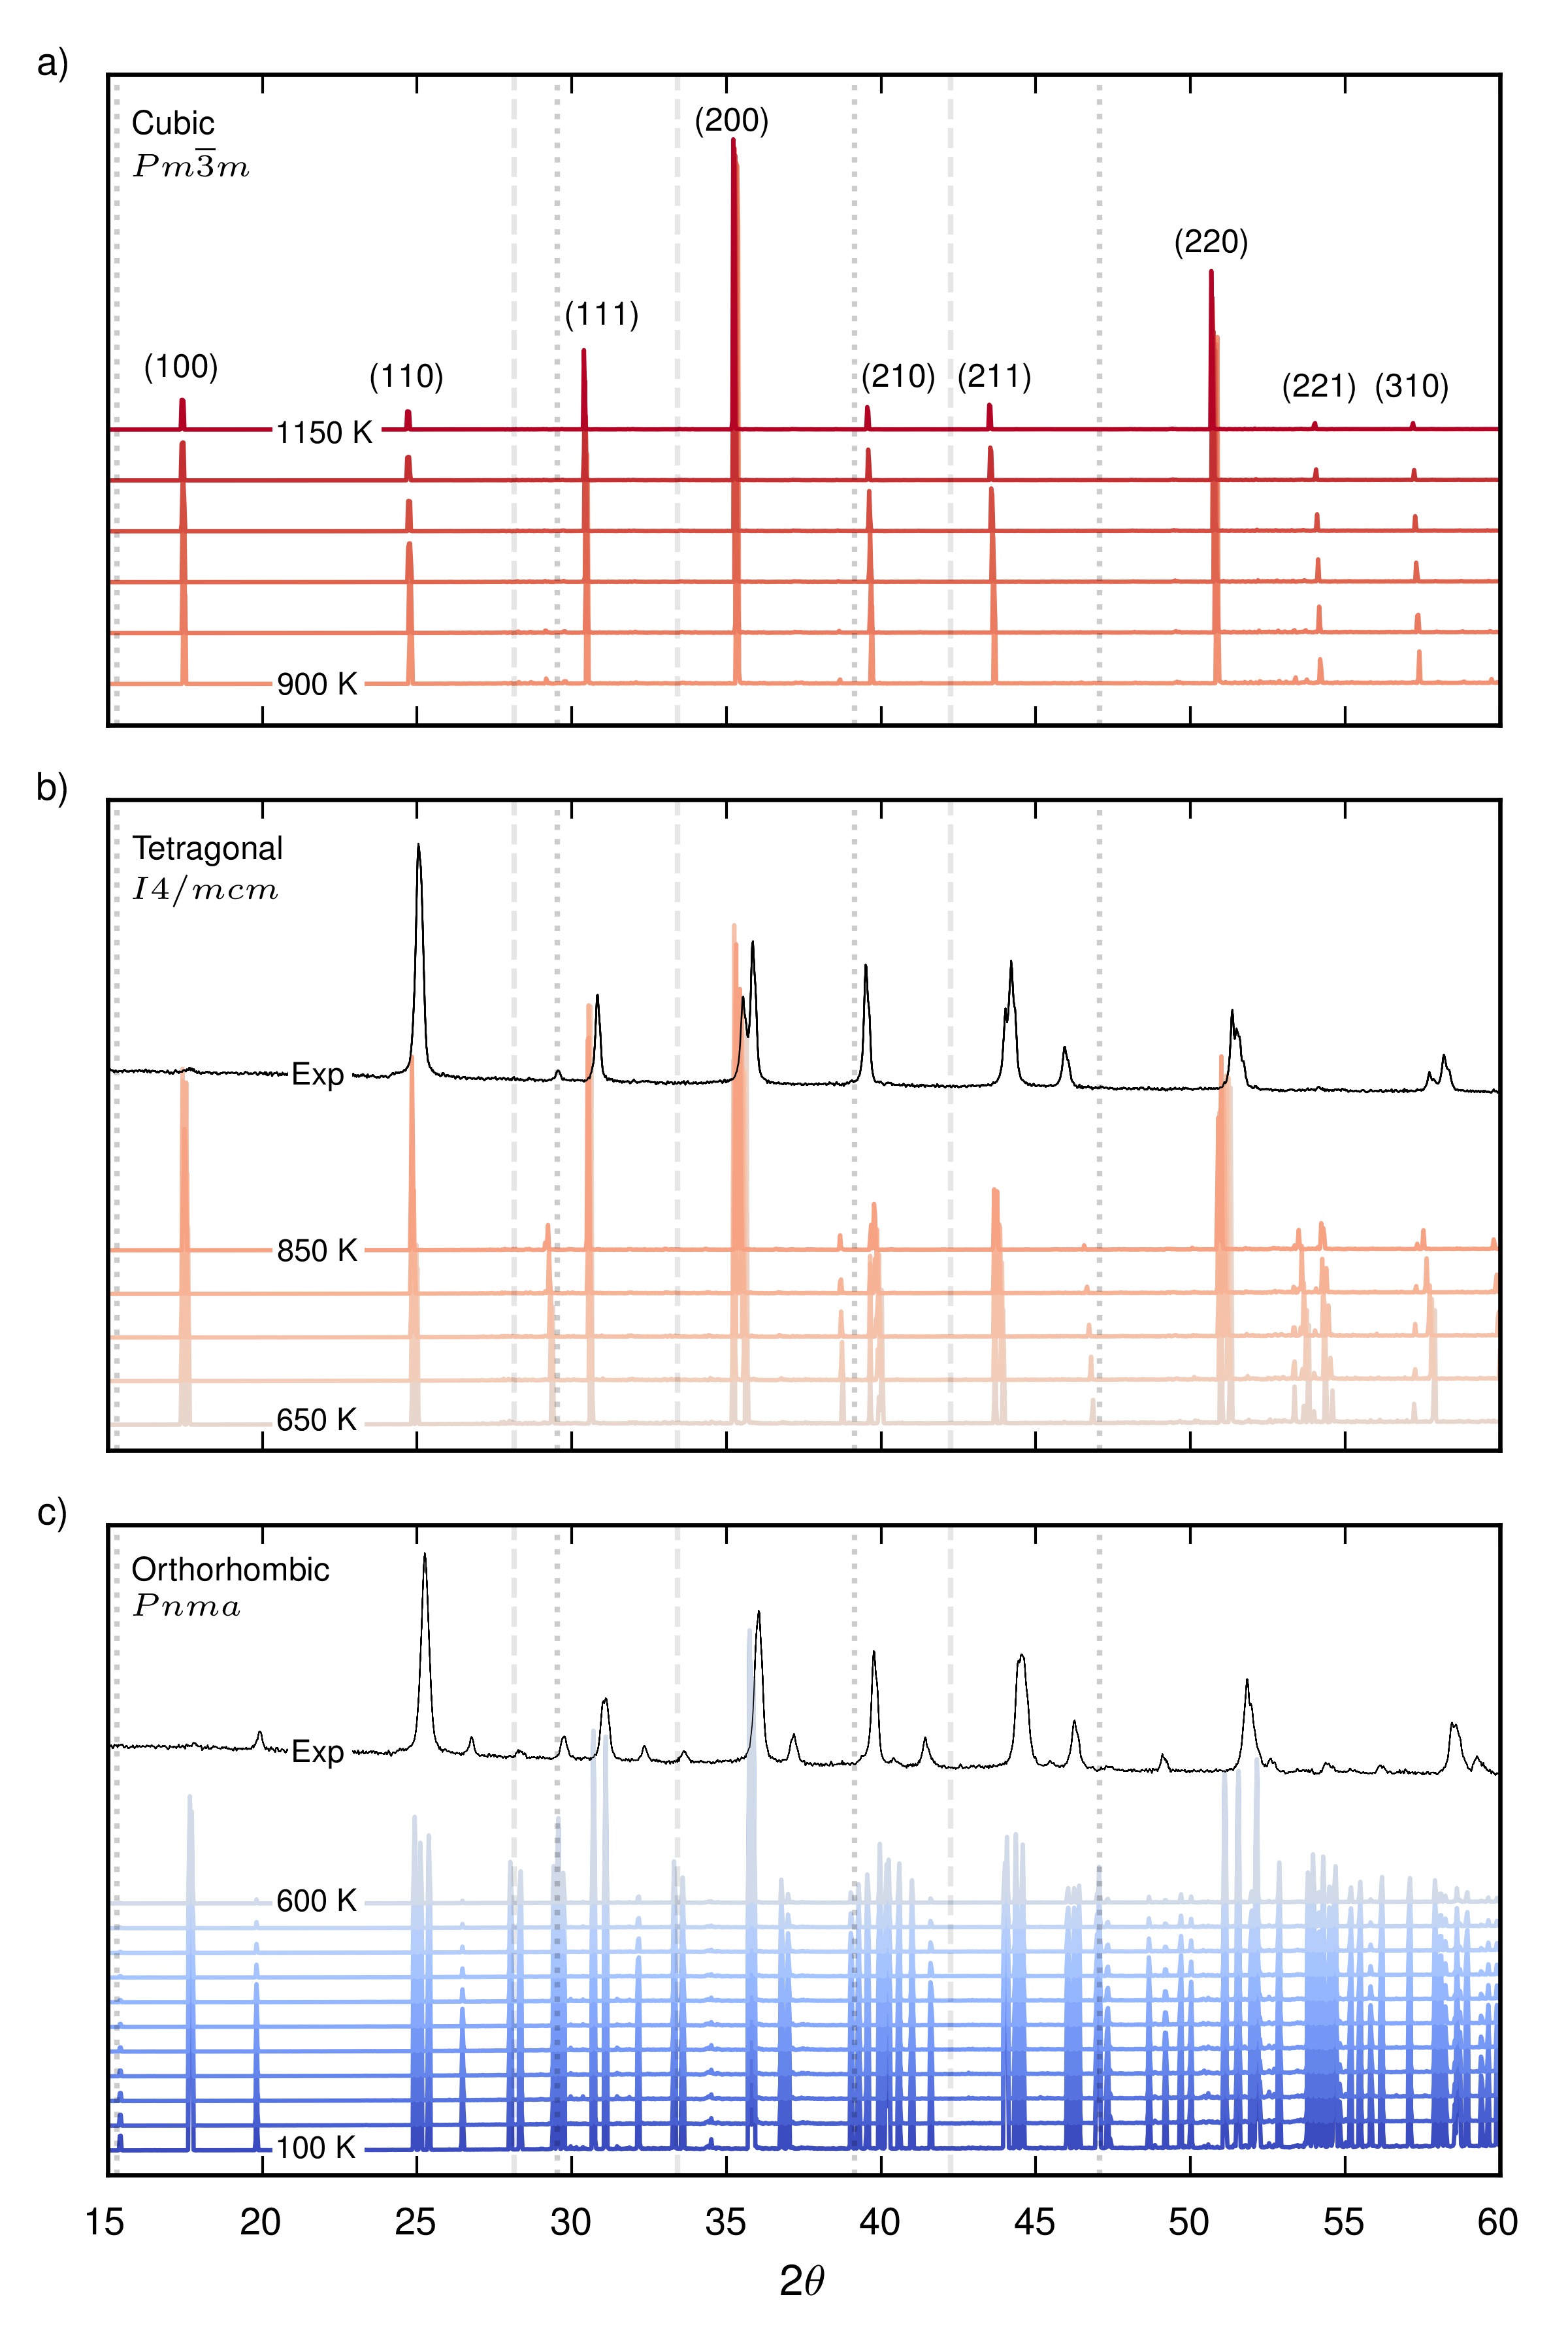 a)
Cubic
Pm3̅m
(100)
(110)
(111)
(200)
(210)
(211)
(220)
(221)
(310)
1150 K
900 K
b)
Tetragonal
I4/mcm
Exp
850 K
650 K
c)
Orthorhombic
Pnma
Exp
600 K
100 K
15 20 25 30 35 40 45 50 55 60
2θ